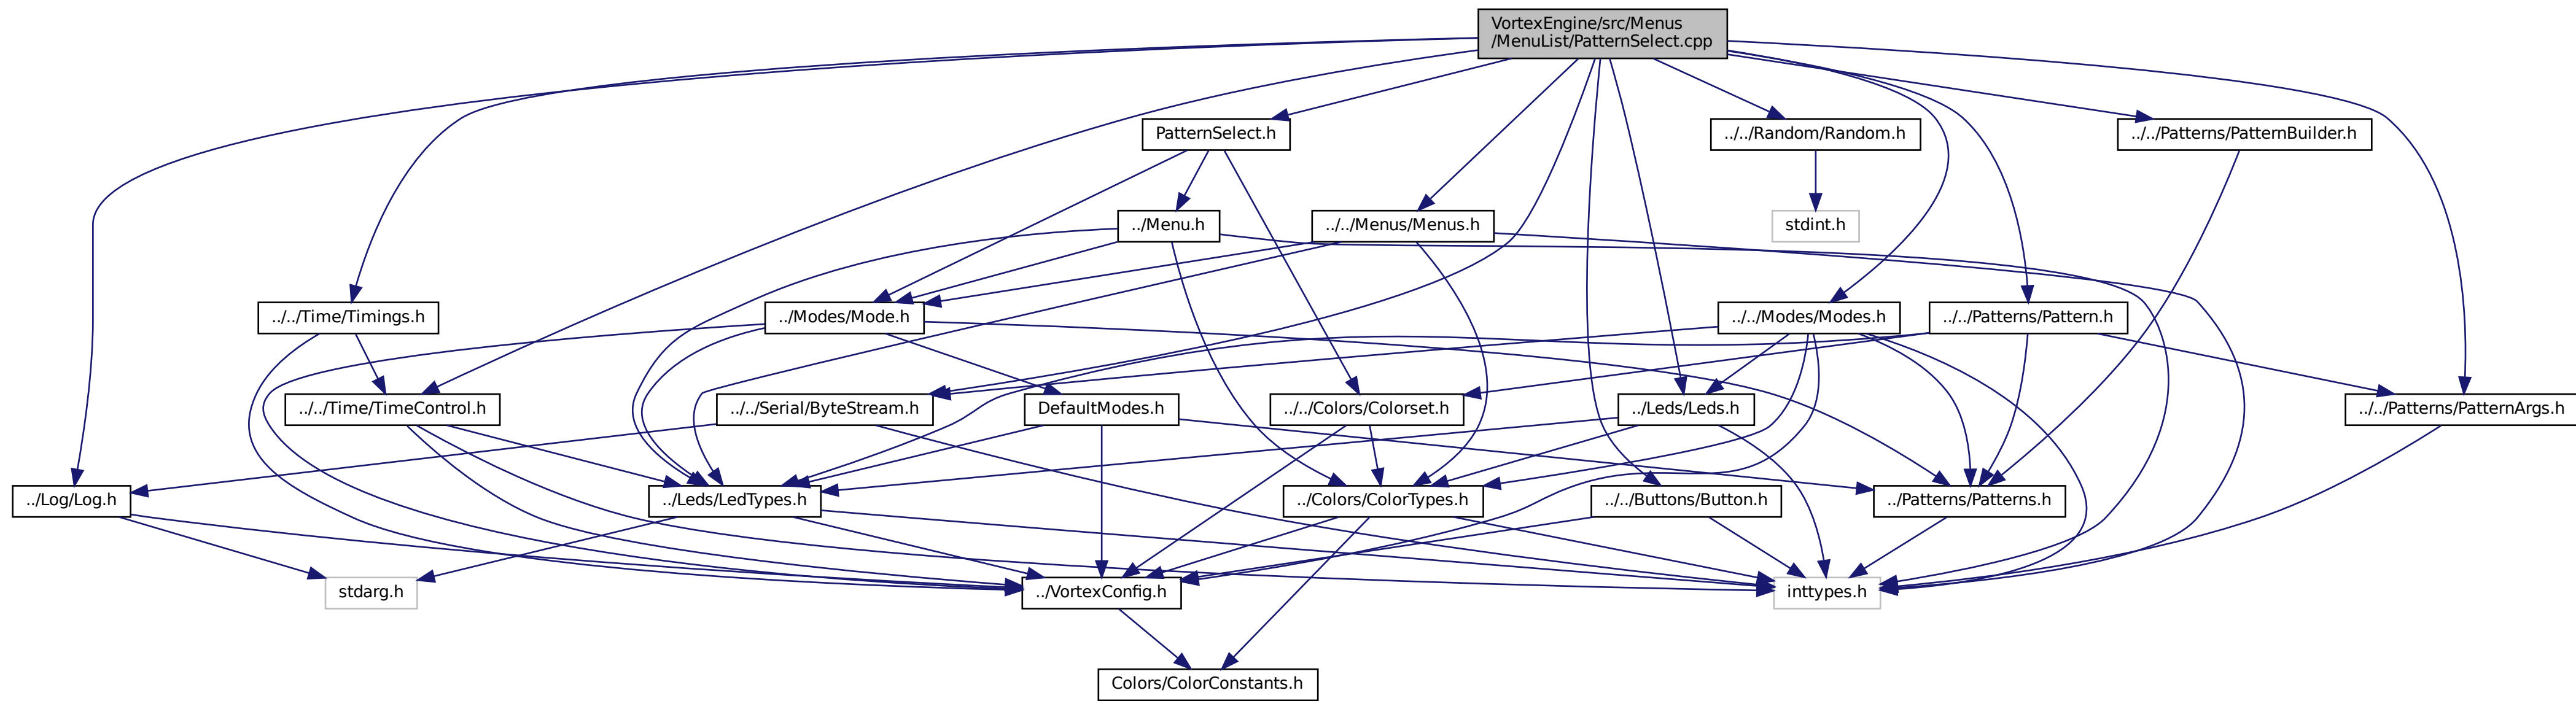 VortexEngine/src/Menus
/MenuList/PatternSelect.cpp
PatternSelect.h
../../Random/Random.h
../../Patterns/PatternBuilder.h
../Menu.h
../../Menus/Menus.h
stdint.h
../../Time/Timings.h
../Modes/Mode.h
../../Modes/Modes.h
../../Patterns/Pattern.h
../../Time/TimeControl.h
../../Serial/ByteStream.h
DefaultModes.h
../../Colors/Colorset.h
../Leds/Leds.h
../../Patterns/PatternArgs.h
../Log/Log.h
../Leds/LedTypes.h
../Colors/ColorTypes.h
../../Buttons/Button.h
../Patterns/Patterns.h
stdarg.h
../VortexConfig.h
inttypes.h
Colors/ColorConstants.h